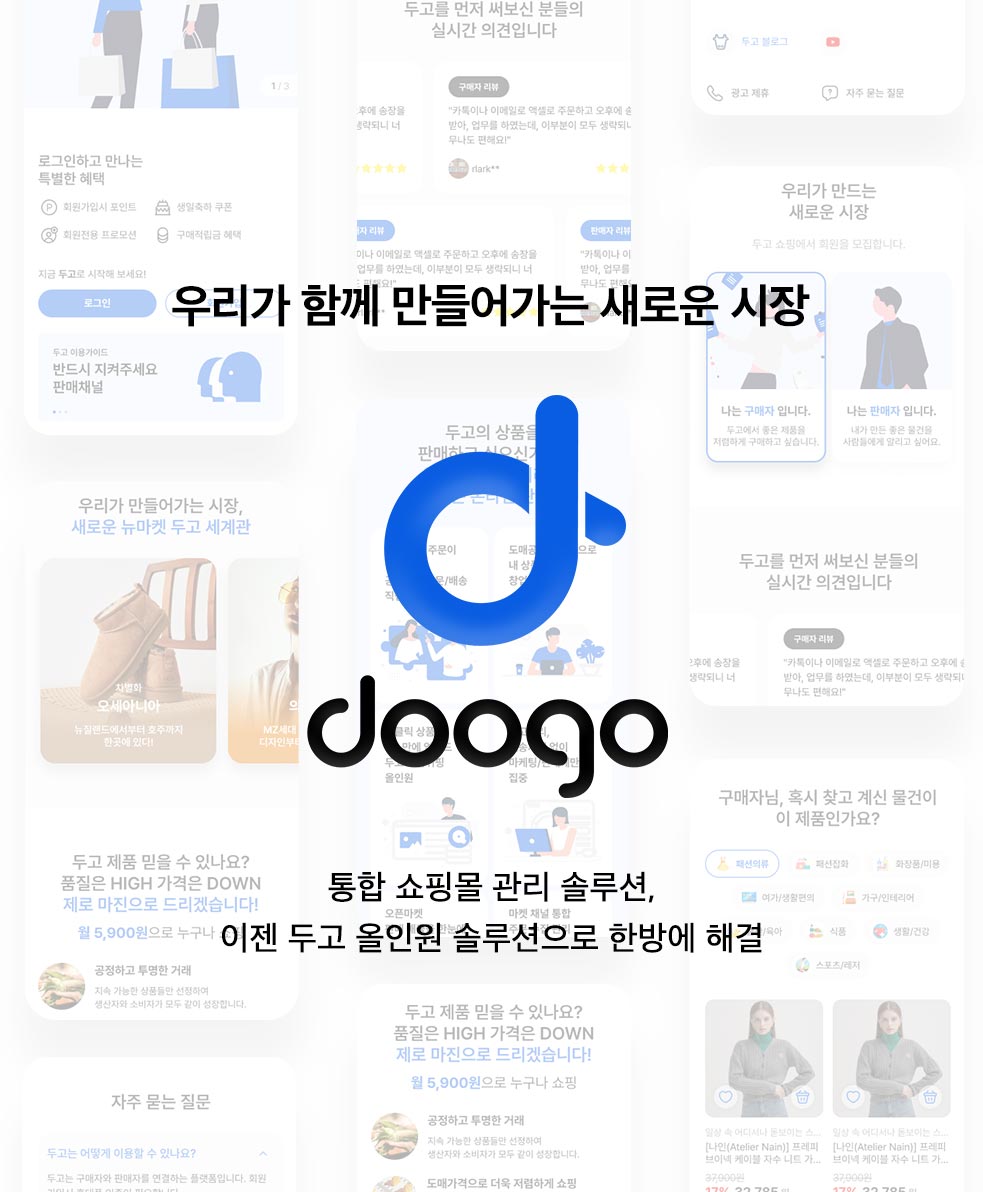 우리가 함께 만들어가는 새로운 시장
doogo
통합 쇼핑몰 관리 솔루션,
이젠 두고 올인원 솔루션으로 한방에 해결
1 / 3
로그인하고 만나는
특별한 혜택
회원가입시 포인트
생일축하 쿠폰
회원전용 프로모션
구매적립금 혜택
지금 두고로 시작해 보세요!
로그인
두고 이용가이드
반드시 지켜주세요
판매채널
우리가 만들어가는 시장,
새로운 뉴마켓 두고 세계관
차별화
오세아니아
뉴질랜드에서부터 호주까지
한곳에 있다!
MZ세대
디자인부터
두고 제품 믿을 수 있나요?
품질은 HIGH 가격은 DOWN
제로 마진으로 드리겠습니다!
월 5,900원으로 누구나 쇼핑
공정하고 투명한 거래
지속 가능한 상품들만 선정하여
생산자와 소비자가 모두 같이 성장합니다.
자주 묻는 질문
두고는 어떻게 이용할 수 있나요?
두고는 구매자와 판매자를 연결하는 플랫폼입니다. 회원
두고를 먼저 써보신 분들의
실시간 의견입니다
후에 송장을
생략되니 너
구매자 리뷰
"카톡이나 이메일로 엑셀로 주문하고 오후에 송
받아, 업무를 하였는데, 이부분이 모두 생략되니
무나도 편해요!"
rlark**
자 리뷰
이나 이메일로 엑셀로 주문하고 오후에 송장을
업무를 하였는데, 이부분이 모두 생략되니 너
편해요!"
판매자 리뷰
"카톡이나 이
받아, 업무를
두고의 상품을
주문이
문/배송
도매
내 상
창업
올인원
없이
마케팅/
집중
오픈마켓
마켓 채널 통합
두고 제품 믿을 수 있나요?
품질은 HIGH 가격은 DOWN
제로 마진으로 드리겠습니다!
월 5,900원으로 누구나 쇼핑
공정하고 투명한 거래
지속 가능한 상품들만 선정하여
생산자와 소비자가 모두 같이 성장합니다.
도매가격으로 더욱 저렴하게 쇼핑
두고 블로그
광고 제휴
자주 묻는 질문
우리가 만드는
새로운 시장
두고 쇼핑에서 회원을 모집합니다.
나는 구매자 입니다.
두고에서 좋은 제품을
저렴하게 구매하고 싶습니다.
나는 판매자 입니다.
내가 만든 좋은 물건을
사람들에게 알리고 싶어요.
두고를 먼저 써보신 분들의
실시간 의견입니다
후에 송장을
생략되니 너
구매자 리뷰
"카톡이나 이메일로 엑셀로 주문하고 오후에 송
받아, 업무를 하였는데, 이부분이 모두 생략되니
무나도 편해요!"
구매자님, 혹시 찾고 계신 물건이
이 제품인가요?
패션의류
패션잡화
화장품/미용
여가/생활편의
가구/인테리어
/육아
식품
생활/건강
스포츠/레저
일상 속 어디서나 돋보이는 스...
[나인(Atelier Nain)] 프레피
브이넥 케이블 자수 니트 가...
37,900원
17% 32,785 원
일상 속 어디서나 돋보이는 스...
[나인(Atelier Nain)] 프레피
브이넥 케이블 자수 니트 가...
37,900원
17% 32,785 원